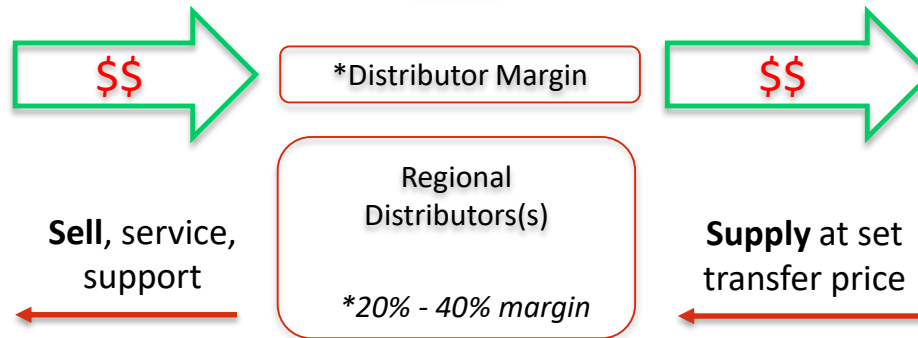 $$
*Distributor Margin
$$
Regional
Distributors(s)
Sell, service,
support
*20% - 40% margin
Supply at set
transfer price